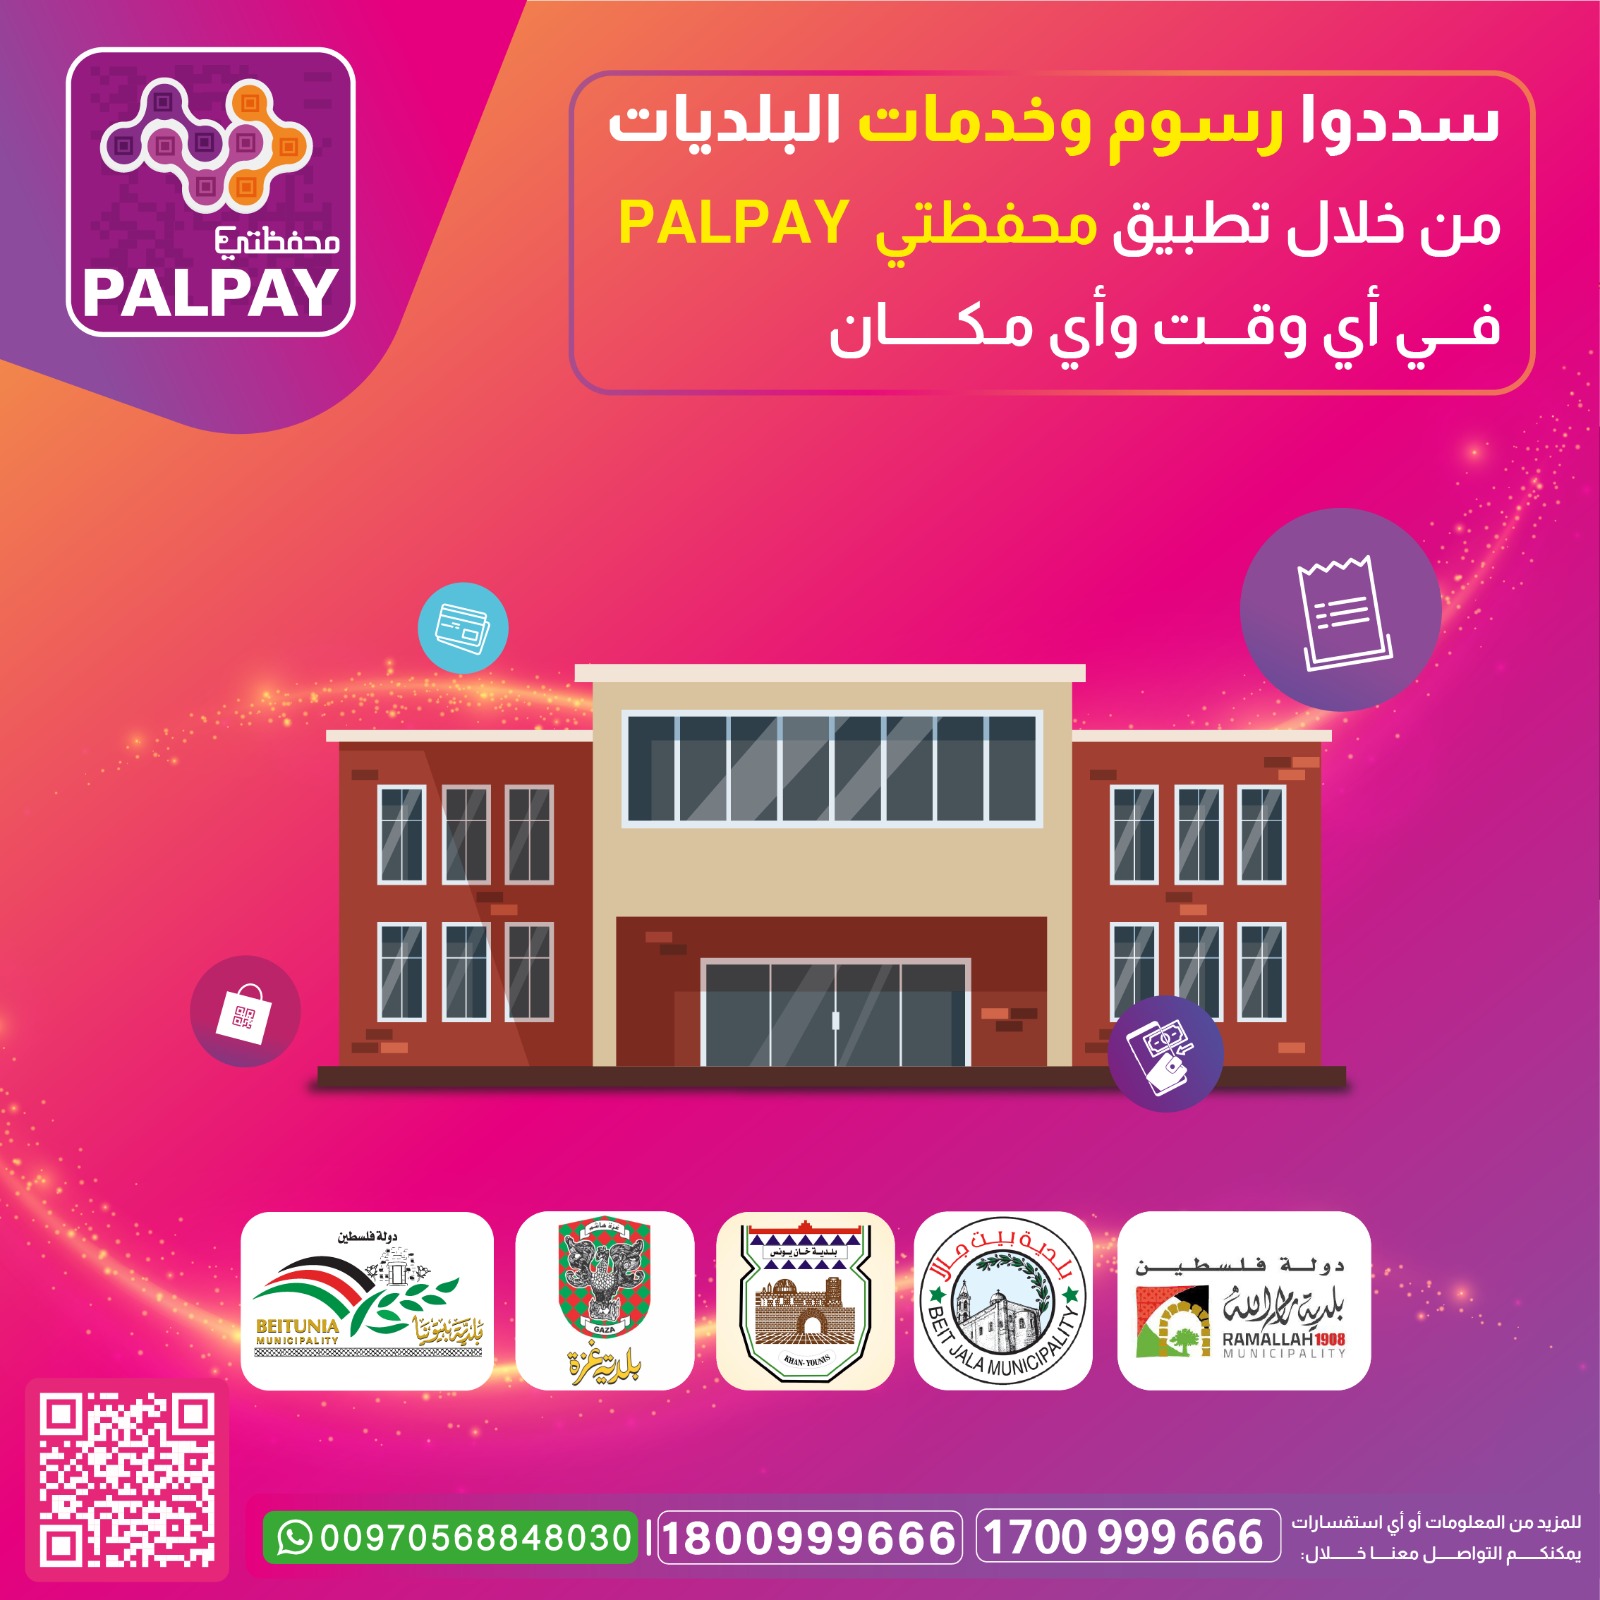 محفظتي
PALPAY
سددوا رسوم وخدمات البلديات
من خلال تطبيق محفظتي PALPAY
في أي وقت وأي مكان
دولة فلسطين
بلدية بيتونيا
BEITUNIA
MUNICIPALITY
غزة هاشم
GAZA
بلدية غزة
بلدية خان يونس
KHAN-YOUNIS
بلدية بيت جالا
BEIT JALA MUNICIPALITY
دولة فلسطين
بلدية رام الله
RAMALLAH 1908
MUNICIPALITY
للمزيد من المعلومات أو أي استفسارات
يمكنكم التواصل معنا خلال:
1700 999 666
1800999666
00970568848030